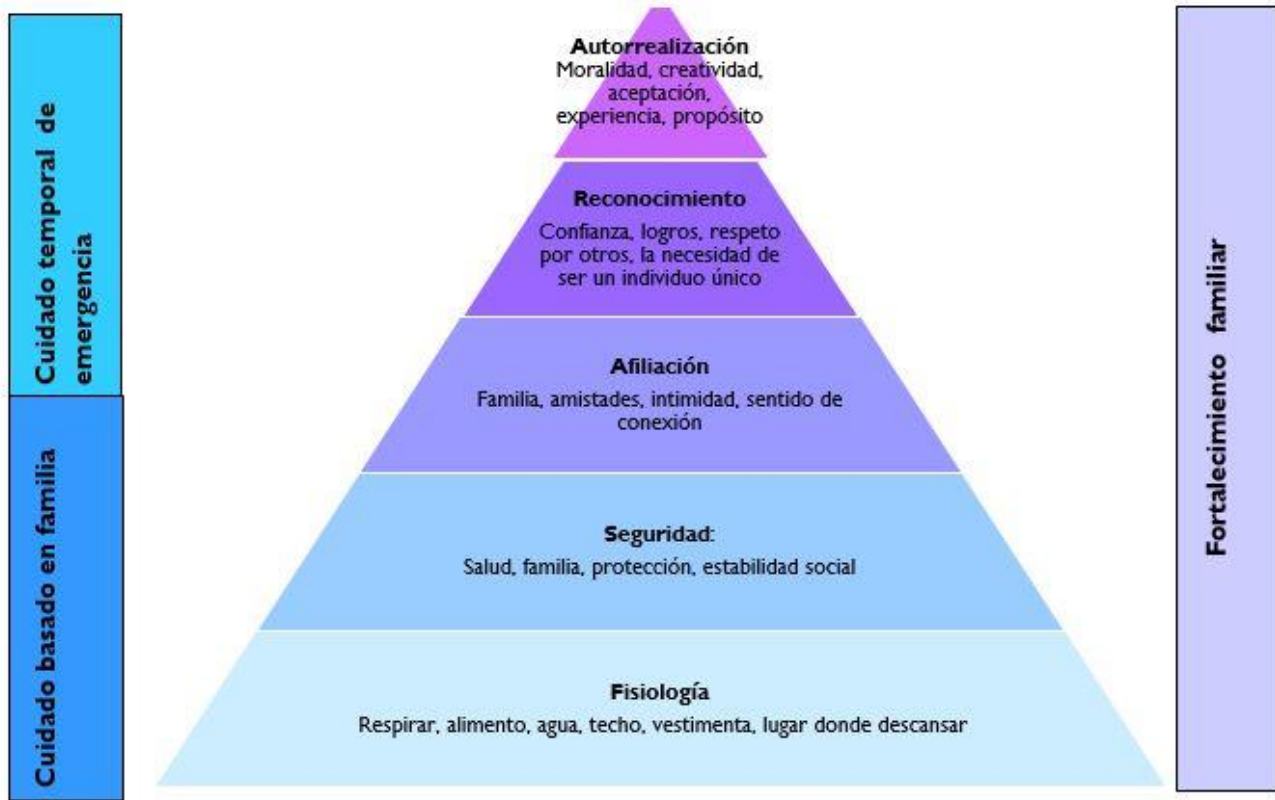 Cuidado temporal de
emergencia
Cuidado basado en familia
Autorrealización
Moralidad, creatividad,
aceptación,
experiencia, propósito
Reconocimiento
Confianza, logros, respeto
por otros, la necesidad de
ser un individuo único
Afiliación
Familia, amistades, intimidad, sentido de
conexión
Seguridad:
Salud, familia, protección, estabilidad social
Fisiología
Respirar, alimento, agua, techo, vestimenta, lugar donde descansar
Fortalecimiento familiar